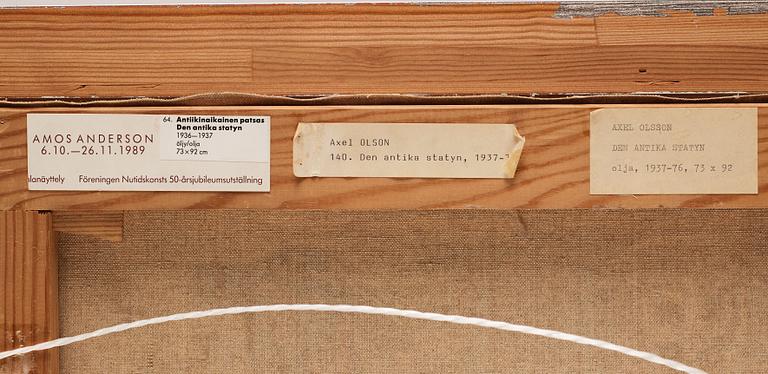 AMOS ANDERSON
6.10.—26.11.1989
64. Antiikinaikainen patsas
Den antika statyn
1936—1937
öljy/olja
73×92 cm
Föreningen Nutidskonsts 50-årsjubileumsutställning
Axel OLSON
140. Den antika statyn, 1937-
AXEL OLSSON
DEN ANTIKA STATYN
olja, 1937-76, 73 x 92